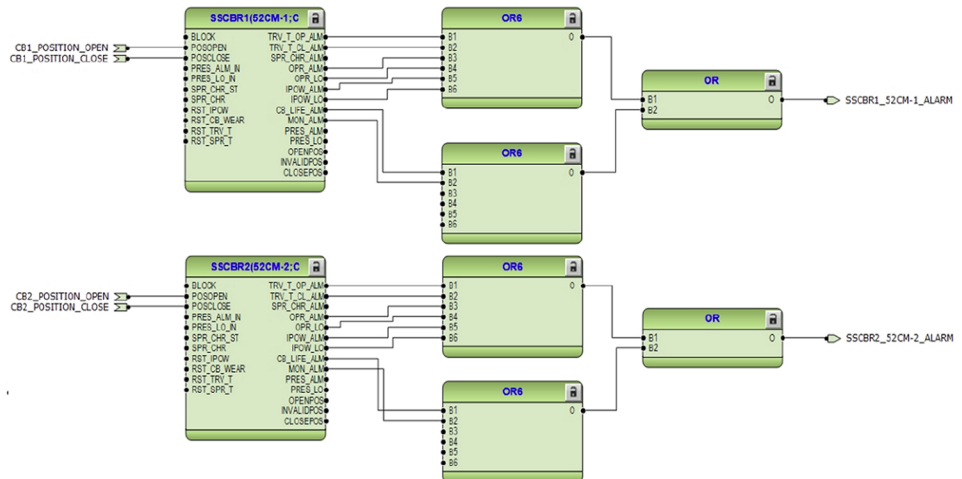 SSCBR1(52CM-1;C
BLOCK
POSOPEN
POSCLOSE
PRES_ALM_IN
PRES_LO_IN
SPR_CHR_ST
SPR_CHR
RST_IPOW
RST_CB_WEAR
RST_TRV_T
RST_SPR_T
TRV_T_OP_ALM
TRV_T_CL_ALM
SPR_CHR_ALM
OPR_ALM
OPR_LO
IPOW_ALM
IPOW_LO
CB_LIFE_ALM
MON_ALM
PRES_ALM
PRES_LO
OPENPOS
INVALIDPOS
CLOSEPOS
CB1_POSITION_OPEN
CB1_POSITION_CLOSE
OR6
B1
B2
B3
B4
B5
B6
O
OR6
B1
B2
B3
B4
B5
B6
O
OR
B1
B2
O
SSCBR1_52CM-1_ALARM
SSCBR2(52CM-2;C
BLOCK
POSOPEN
POSCLOSE
PRES_ALM_IN
PRES_LO_IN
SPR_CHR_ST
SPR_CHR
RST_IPOW
RST_CB_WEAR
RST_TRV_T
RST_SPR_T
TRV_T_OP_ALM
TRV_T_CL_ALM
SPR_CHR_ALM
OPR_ALM
OPR_LO
IPOW_ALM
IPOW_LO
CB_LIFE_ALM
MON_ALM
PRES_ALM
PRES_LO
OPENPOS
INVALIDPOS
CLOSEPOS
CB2_POSITION_OPEN
CB2_POSITION_CLOSE
OR6
B1
B2
B3
B4
B5
B6
O
OR6
B1
B2
B3
B4
B5
B6
O
OR
B1
B2
O
SSCBR2_52CM-2_ALARM